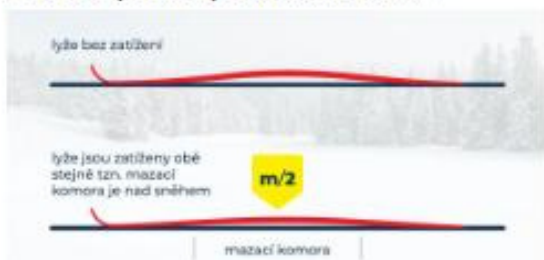 lyže bez zatížení
lyže jsou zatíženy obě
stejně tzn. mazací
komora je nad sněhem
m/2
mazací komora